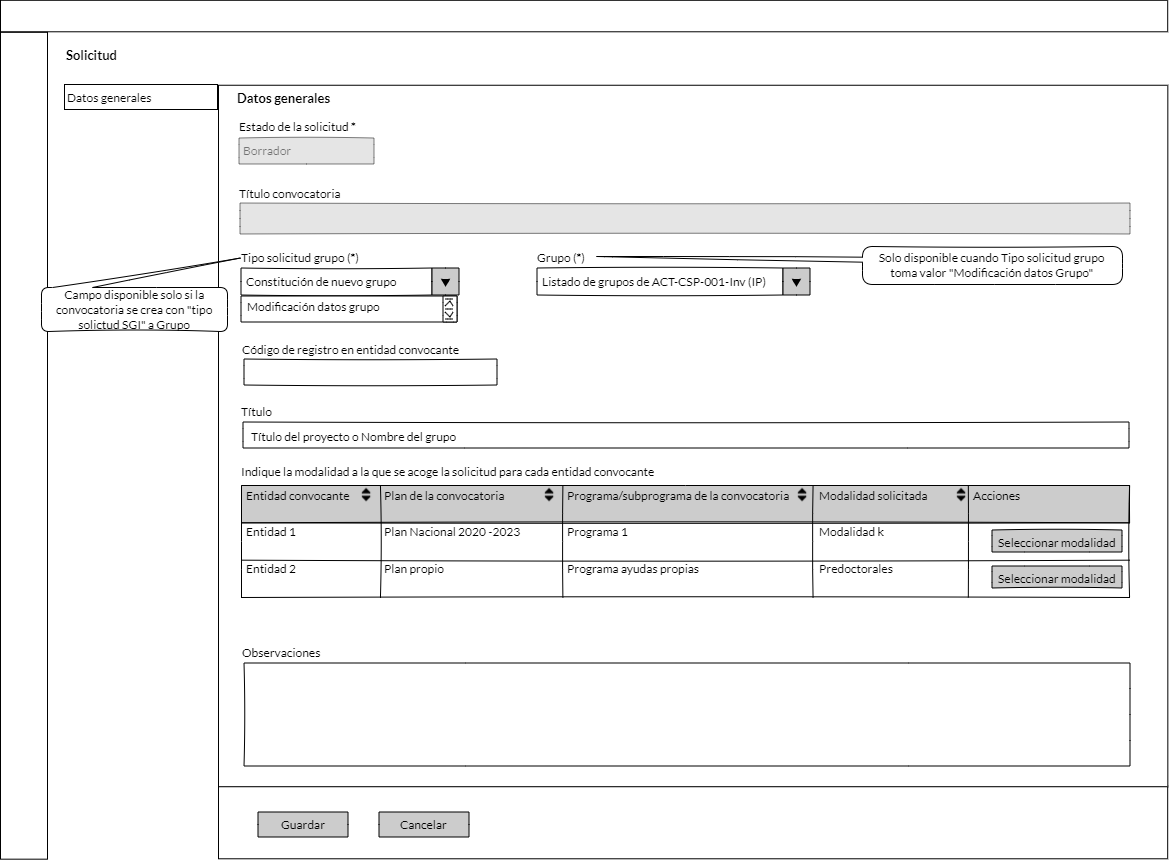 Solicitud
Datos generales
Datos generales
Estado de la solicitud *
Borrador
Título convocatoria
Tipo solicitud grupo (*)
Grupo (*)
Solo disponible cuando Tipo solicitud grupo
toma valor "Modificación datos Grupo"
Constitución de nuevo grupo
Listado de grupos de ACT-CSP-001-Inv (IP)
Modificación datos grupo
Campo disponible solo si la
convocatoria se crea con "tipo
solictud SGI" a Grupo
Código de registro en entidad convocante
Título
Título del proyecto o Nombre del grupo
Indique la modalidad a la que se acoge la solicitud para cada entidad convocante
Entidad convocante Plan de la convocatoria Programa/subprograma de la convocatoria Modalidad solicitada Acciones
Entidad 1 Plan Nacional 2020 -2023 Programa 1 Modalidad k Seleccionar modalidad
Entidad 2 Plan propio Programa ayudas propias Predoctorales Seleccionar modalidad
Observaciones
Guardar Cancelar